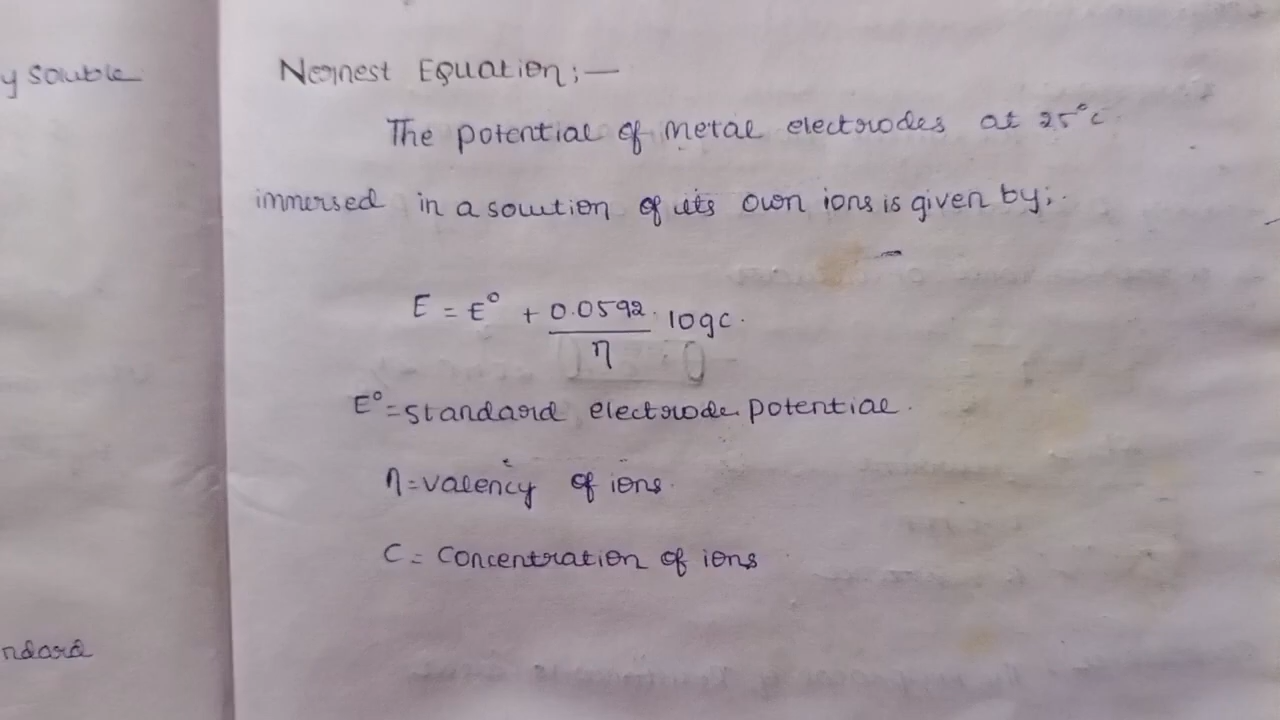 y soluble
Nernest Equation;—
The potential of metal electrodes at 25°c
immersed in a solution of its own ions is given by;-
E = E° + 0.0592 logc.
η
E°=standard electrode potential.
η=valency of ions.
C = Concentration of ions
ndard